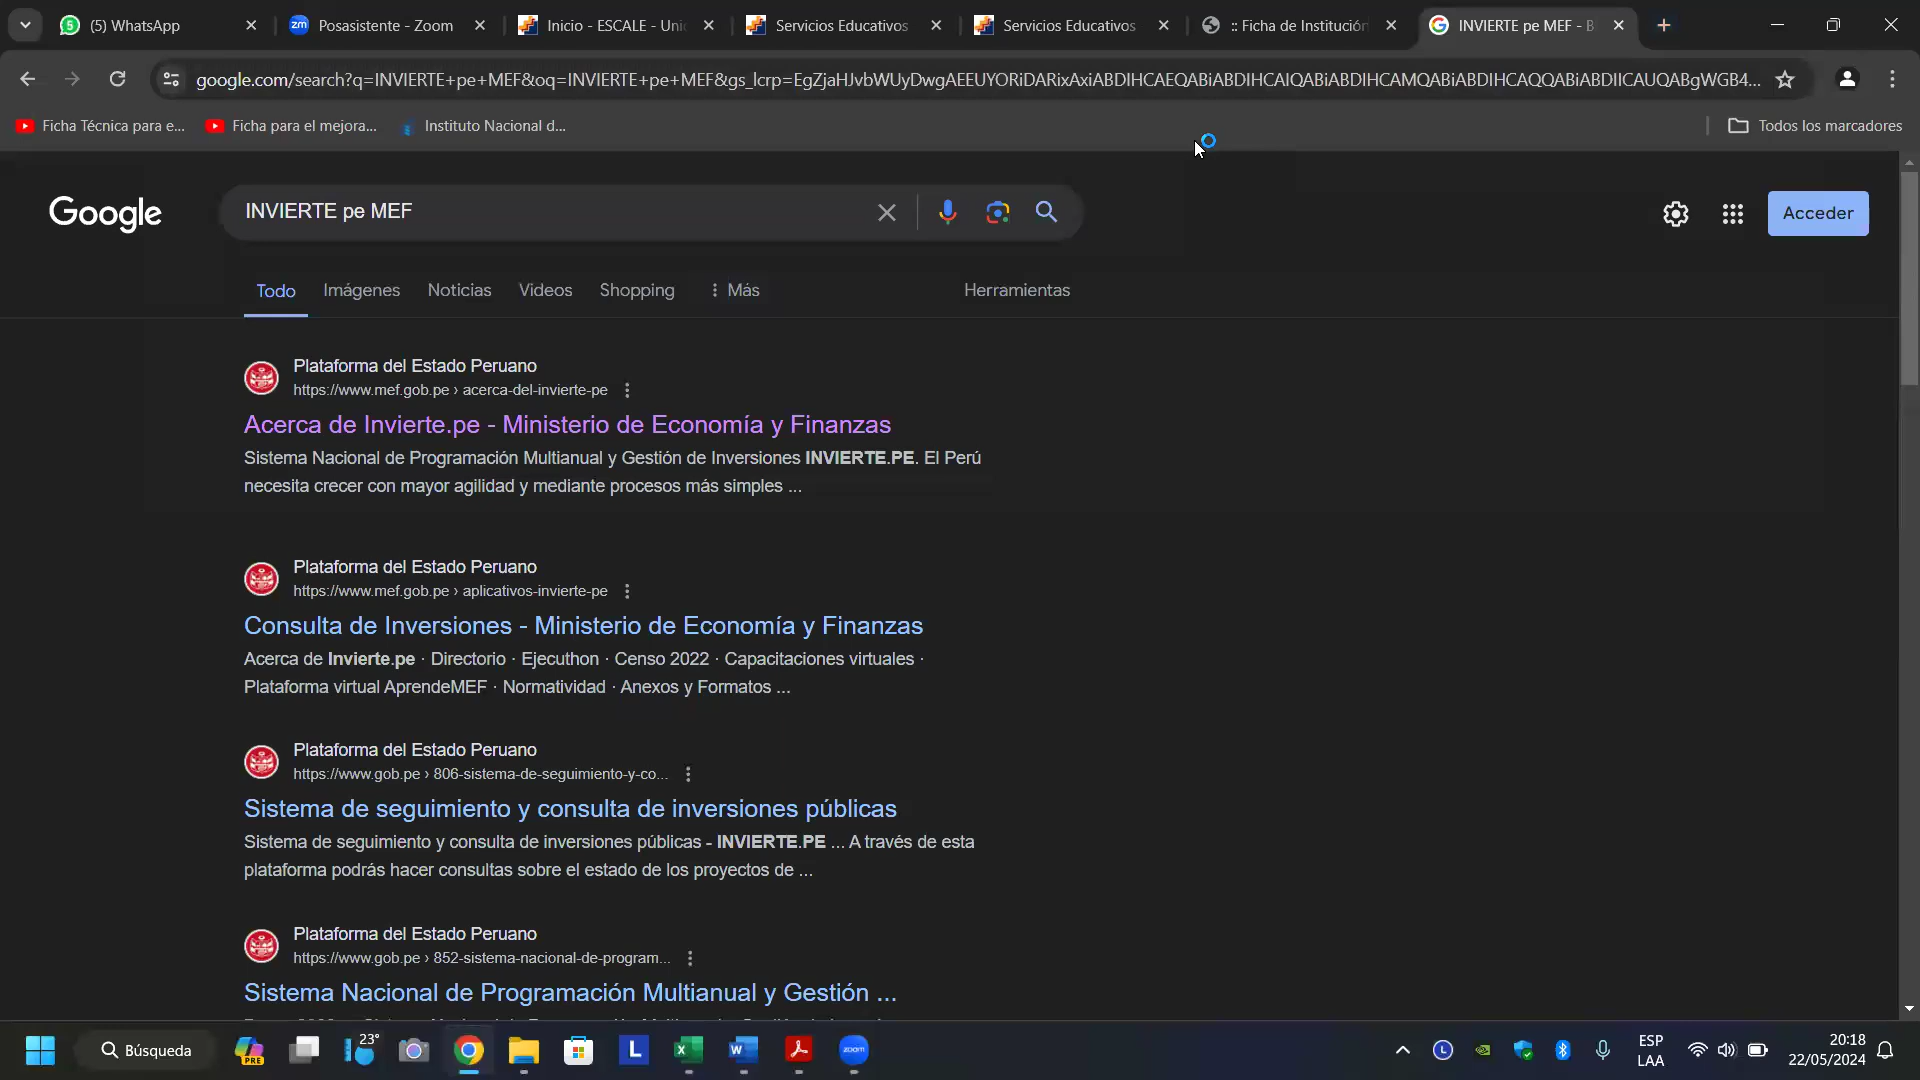 (5) WhatsApp
Posasistente - Zoom
Inicio - ESCALE - Uni
Servicios Educativos
Servicios Educativos
:: Ficha de Institución
INVIERTE pe MEF - B
google.com/search?q=INVIERTE+pe+MEF&oq=INVIERTE+pe+MEF&gs_lcrp=EgZjaHJvbWUyDwgAEEUYORiDARixAxiABDIHCAEQABiABDIHCAIQABiABDIHCAMQABiABDIHCAQQABiABDIICAUQABgWGB4...
Ficha Técnica para e...
Ficha para el mejora...
Instituto Nacional d...
Todos los marcadores
Google
INVIERTE pe MEF
Acceder
Todo
Imágenes
Noticias
Videos
Shopping
Más
Herramientas
Plataforma del Estado Peruano
https://www.mef.gob.pe › acerca-del-invierte-pe
Acerca de Invierte.pe - Ministerio de Economía y Finanzas
Sistema Nacional de Programación Multianual y Gestión de Inversiones INVIERTE.PE. El Perú
necesita crecer con mayor agilidad y mediante procesos más simples ...
Plataforma del Estado Peruano
https://www.mef.gob.pe › aplicativos-invierte-pe
Consulta de Inversiones - Ministerio de Economía y Finanzas
Acerca de Invierte.pe · Directorio · Ejecuthon · Censo 2022 · Capacitaciones virtuales ·
Plataforma virtual AprendeMEF · Normatividad · Anexos y Formatos ...
Plataforma del Estado Peruano
https://www.gob.pe › 806-sistema-de-seguimiento-y-co...
Sistema de seguimiento y consulta de inversiones públicas
Sistema de seguimiento y consulta de inversiones públicas - INVIERTE.PE ... A través de esta
plataforma podrás hacer consultas sobre el estado de los proyectos de ...
Plataforma del Estado Peruano
https://www.gob.pe › 852-sistema-nacional-de-program...
Sistema Nacional de Programación Multianual y Gestión ...
Búsqueda
PRE
23°
L
zoom
ESP
LAA
20:18
22/05/2024